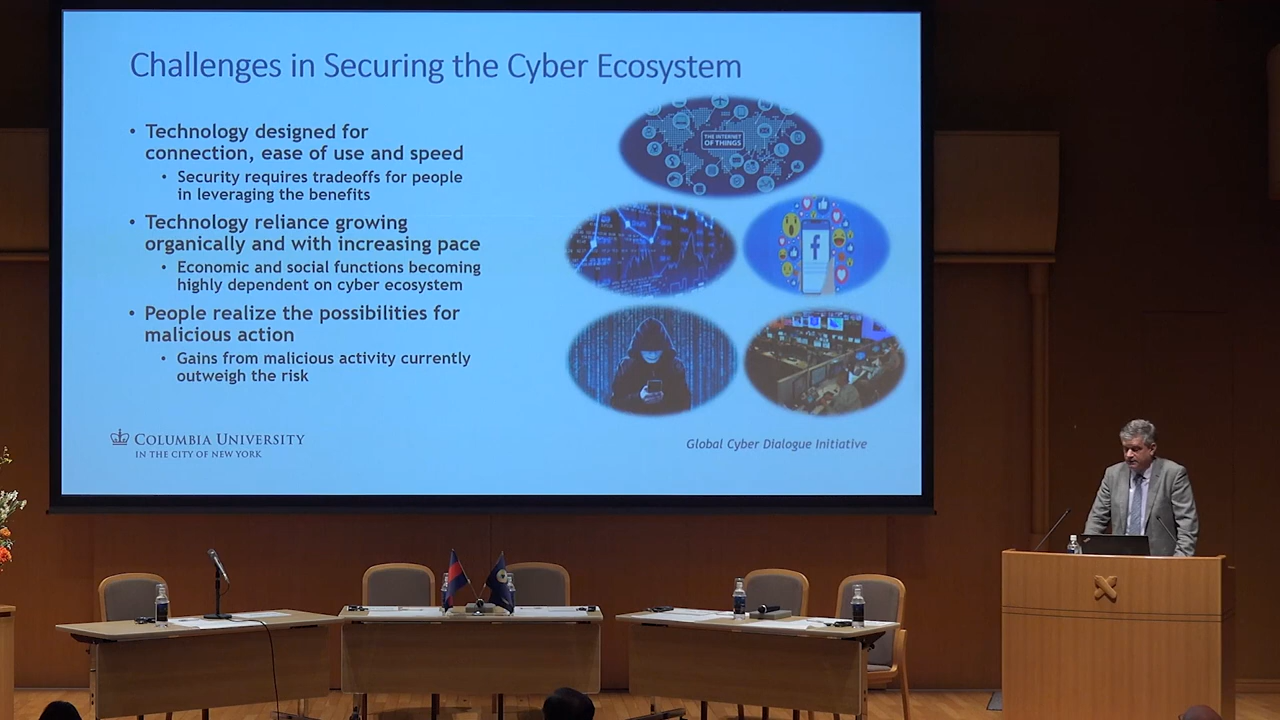 Challenges in Securing the Cyber Ecosystem
• Technology designed for
connection, ease of use and speed
• Security requires tradeoffs for people
in leveraging the benefits
• Technology reliance growing
organically and with increasing pace
• Economic and social functions becoming
highly dependent on cyber ecosystem
• People realize the possibilities for
malicious action
• Gains from malicious activity currently
outweigh the risk
THE INTERNET
OF THINGS
f
COLUMBIA UNIVERSITY
IN THE CITY OF NEW YORK
Global Cyber Dialogue Initiative